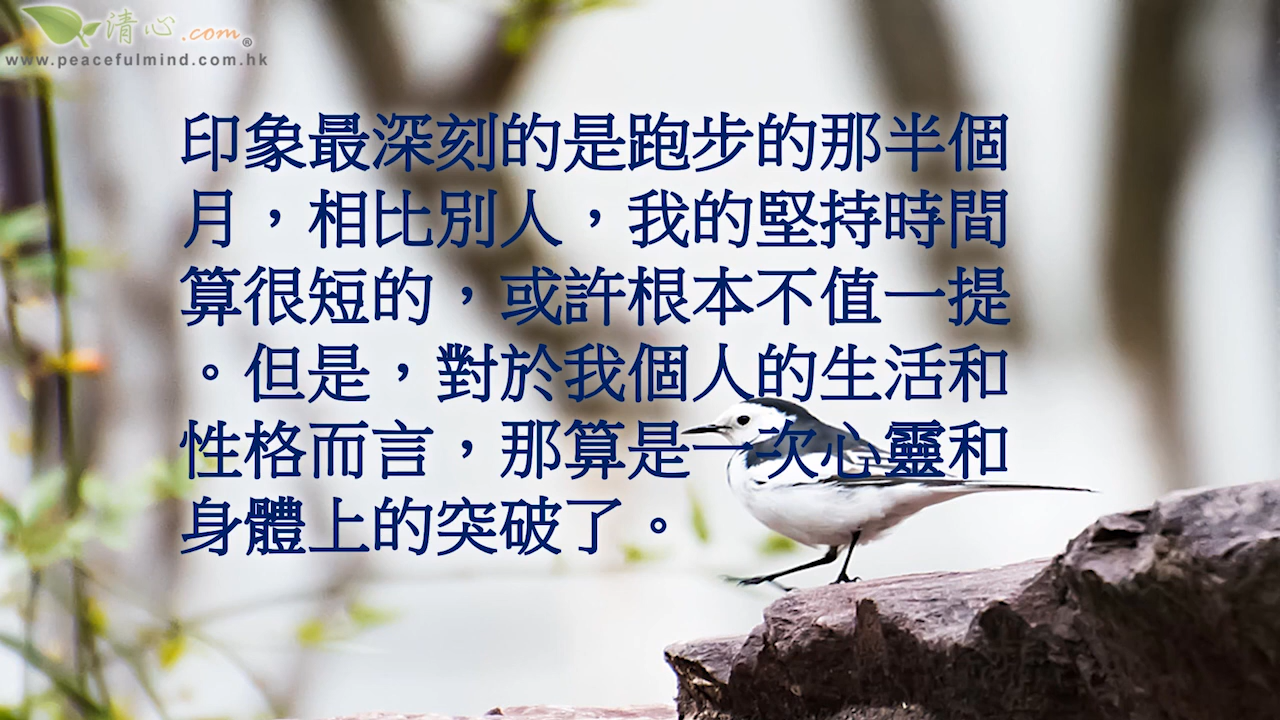 清心.com®
www.peacefulmind.com.hk
印象最深刻的是跑步的那半個
月，相比別人，我的堅持時間
算很短的，或許根本不值一提
。但是，對於我個人的生活和
性格而言，那算是一次心靈和
身體上的突破了。